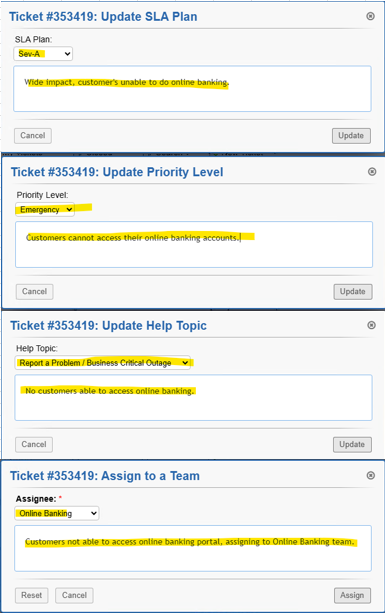 Ticket #353419: Update SLA Plan
SLA Plan:
Sev-A
Wide impact, customer's unable to do online banking.
Cancel
Update
Ticket #353419: Update Priority Level
Priority Level:
Emergency
Customers cannot access their online banking accounts.
Cancel
Update
Ticket #353419: Update Help Topic
Help Topic:
Report a Problem / Business Critical Outage
No customers able to access online banking.
Cancel
Update
Ticket #353419: Assign to a Team
Assignee: *
Online Banking
Customers not able to access online banking portal, assigning to Online Banking team.
Reset Cancel
Assign